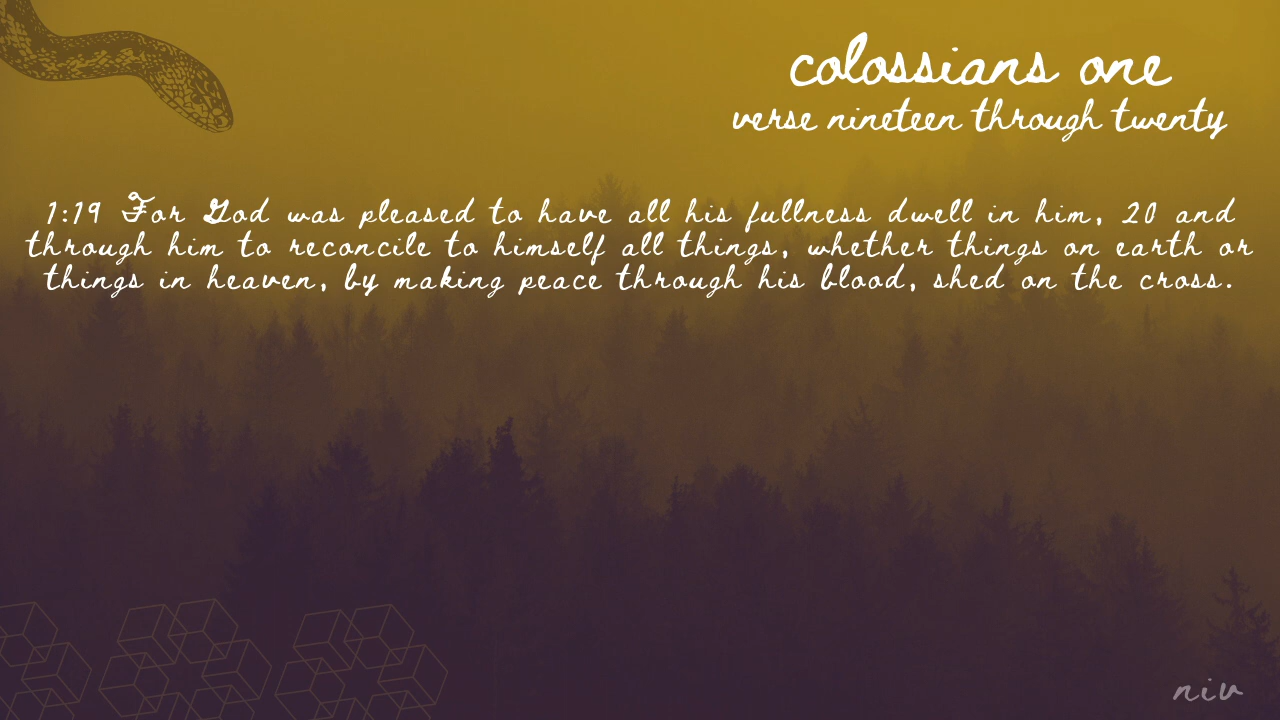 colossians one
verse nineteen through twenty
1:19 For God was pleased to have all his fullness dwell in him, 20 and
through him to reconcile to himself all things, whether things on earth or
things in heaven, by making peace through his blood, shed on the cross.
niv